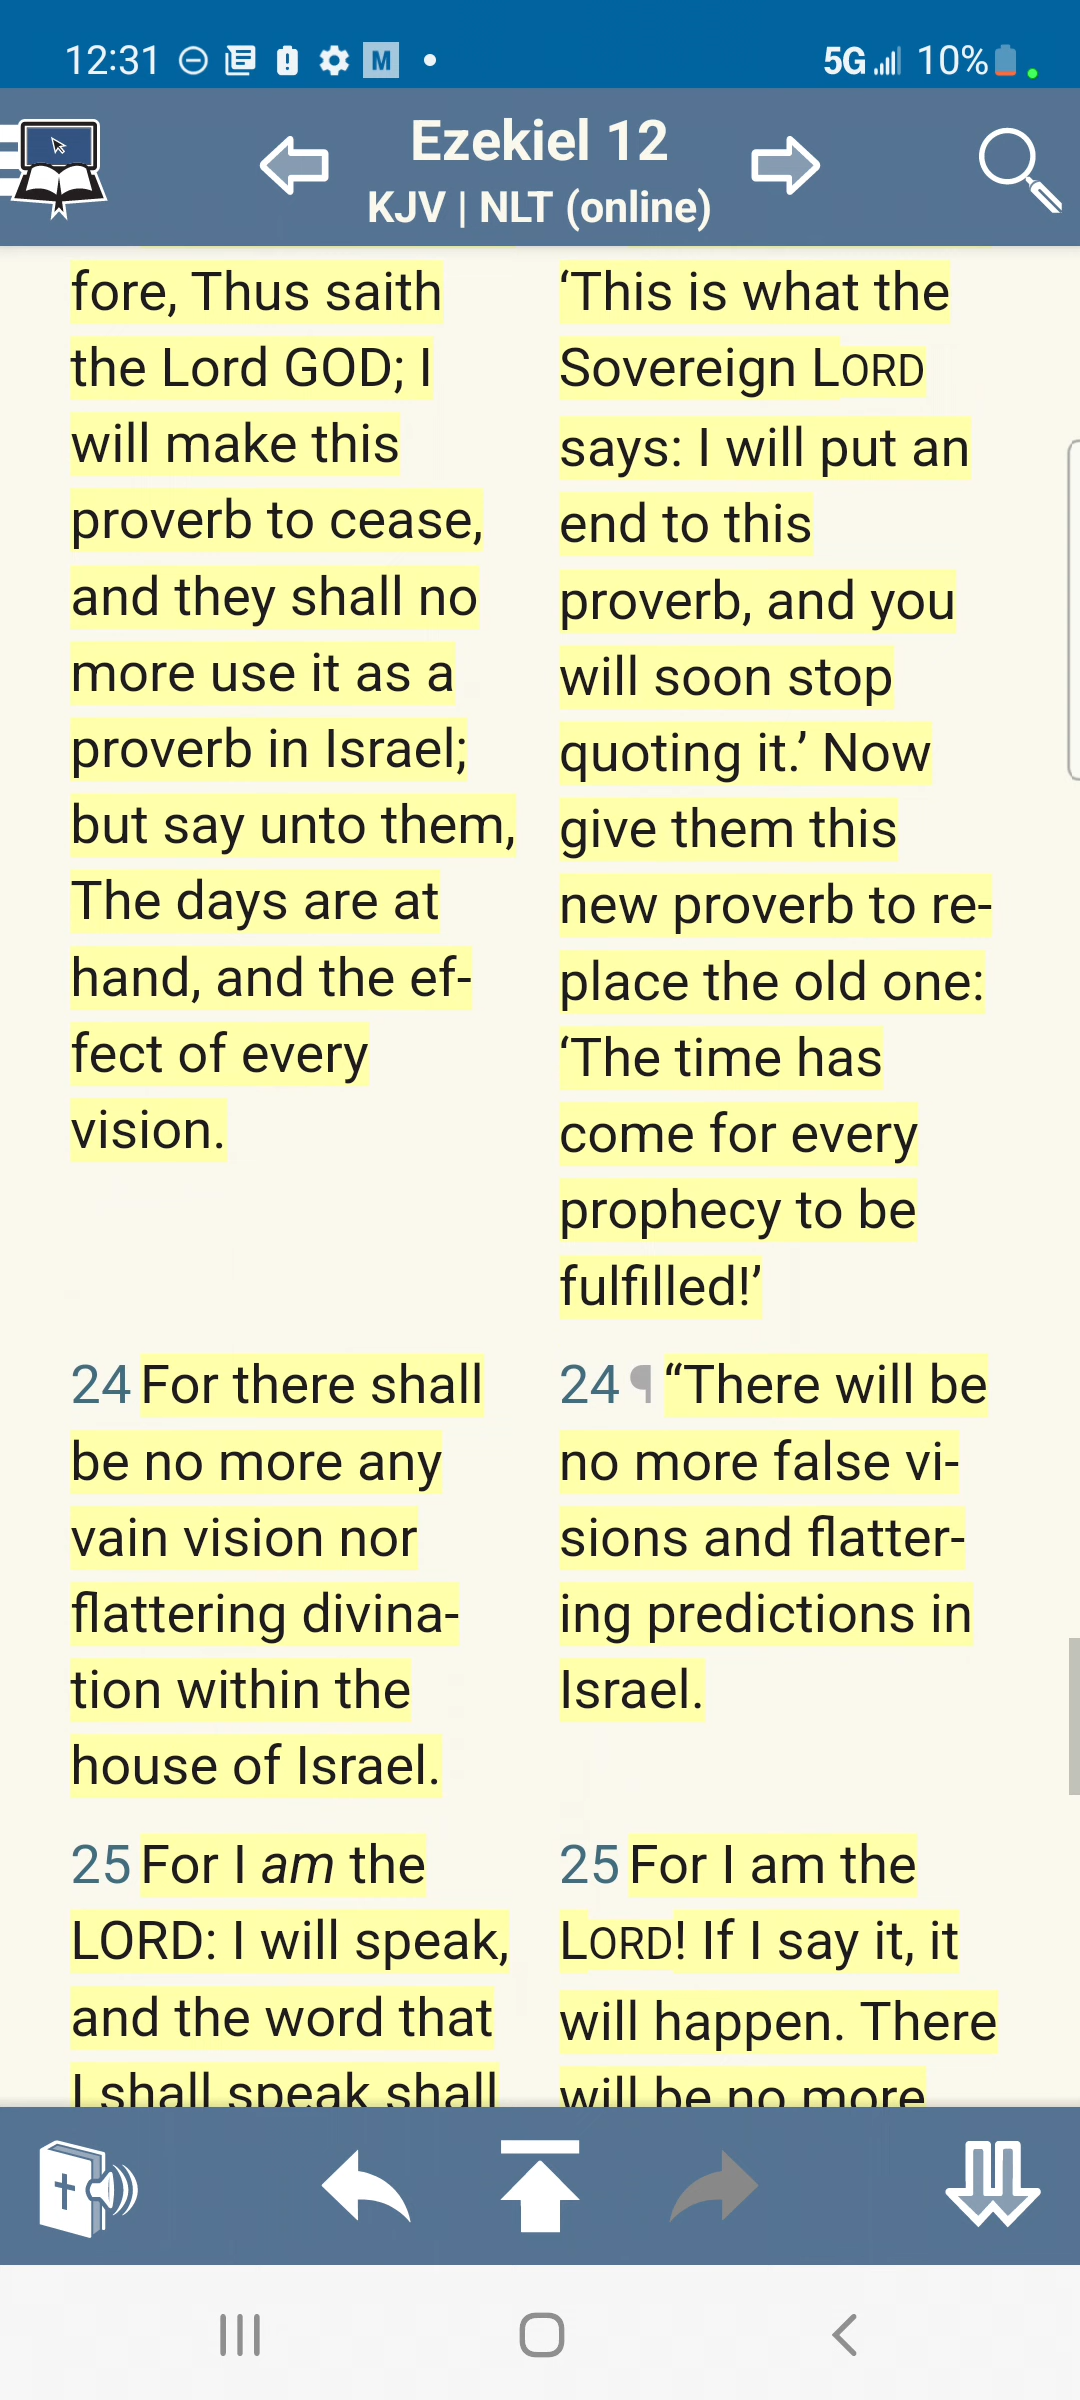 12:31 M 5G 10%
Ezekiel 12
KJV | NLT (online)
fore, Thus saith
the Lord GOD; I
will make this
proverb to cease,
and they shall no
more use it as a
proverb in Israel;
but say unto them,
The days are at
hand, and the ef-
fect of every
vision.
‘This is what the
Sovereign LORD
says: I will put an
end to this
proverb, and you
will soon stop
quoting it.’ Now
give them this
new proverb to re-
place the old one:
‘The time has
come for every
prophecy to be
fulfilled!’
24 For there shall
be no more any
vain vision nor
flattering divina-
tion within the
house of Israel.
24 ¶ “There will be
no more false vi-
sions and flatter-
ing predictions in
Israel.
25 For I am the
LORD: I will speak,
and the word that
I shall speak shall
25 For I am the
LORD! If I say it, it
will happen. There
will be no more